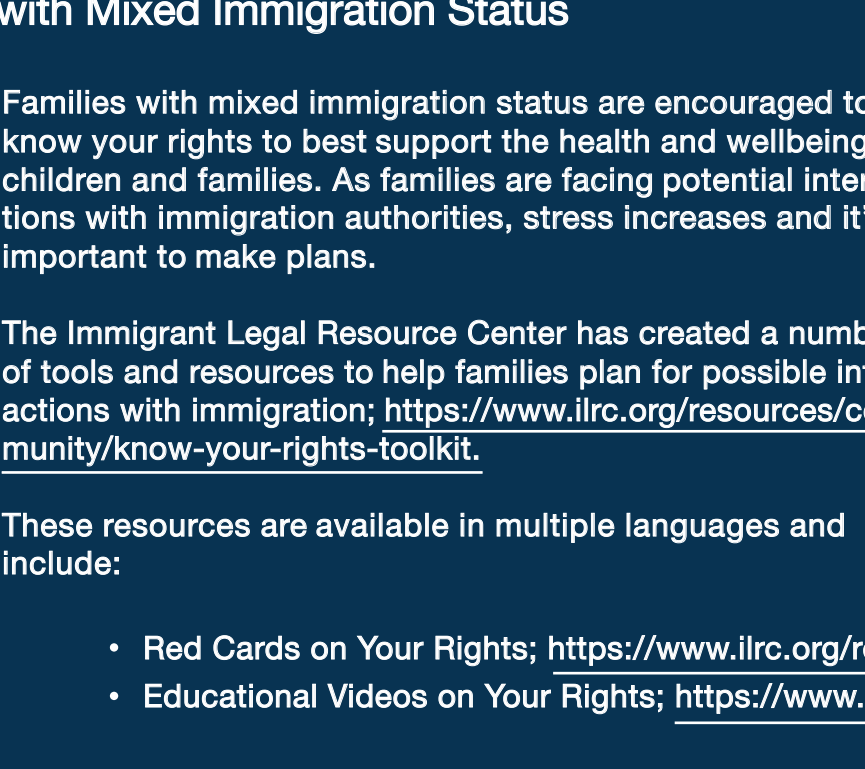 with Mixed Immigration Status
Families with mixed immigration status are encouraged to
know your rights to best support the health and wellbeing
children and families. As families are facing potential inter
tions with immigration authorities, stress increases and it'
important to make plans.
The Immigrant Legal Resource Center has created a numb
of tools and resources to help families plan for possible int
actions with immigration; https://www.ilrc.org/resources/co
munity/know-your-rights-toolkit.
These resources are available in multiple languages and
include:
• Red Cards on Your Rights; https://www.ilrc.org/re
• Educational Videos on Your Rights; https://www.